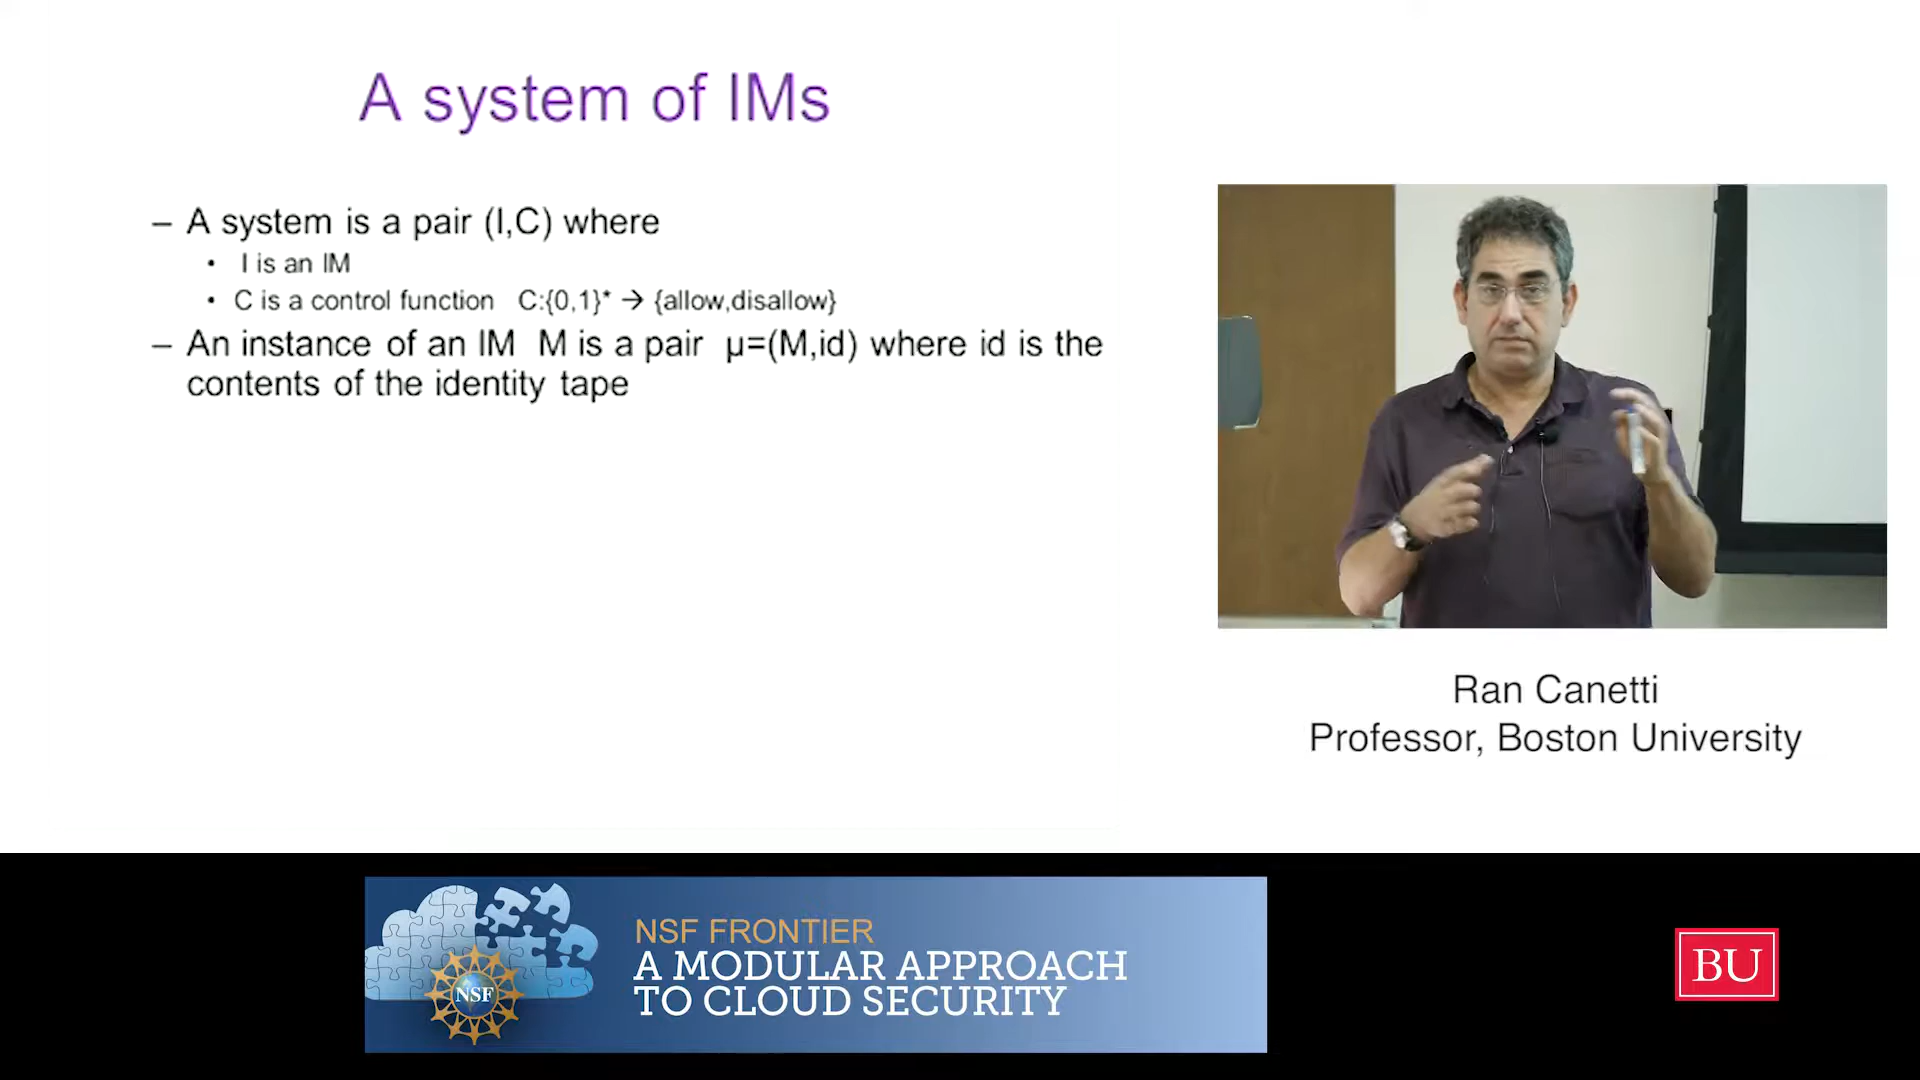 A system of IMs
– A system is a pair (I,C) where
• I is an IM
• C is a control function C:{0,1}* → {allow,disallow}
– An instance of an IM M is a pair μ=(M,id) where id is the
contents of the identity tape
Ran Canetti
Professor, Boston University
NSF
NSF FRONTIER
A MODULAR APPROACH
TO CLOUD SECURITY
BU